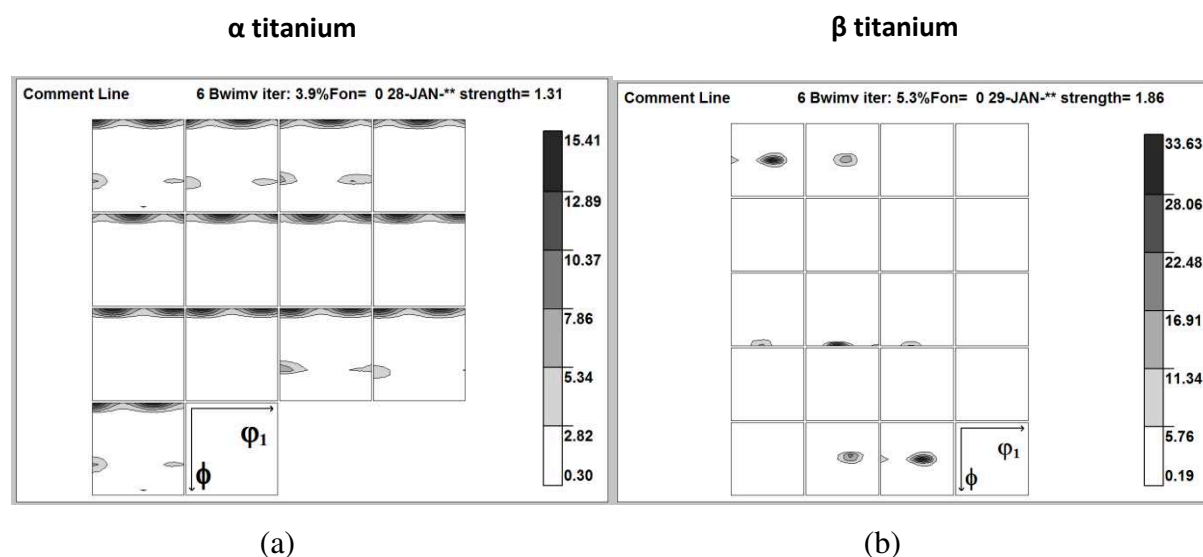 α titanium
β titanium
Comment Line 6 Bwimv iter: 3.9%Fon= 0 28-JAN-** strength= 1.31
15.41
12.89
10.37
7.86
5.34
2.82
0.30
φ1
ϕ
Comment Line 6 Bwimv iter: 5.3%Fon= 0 29-JAN-** strength= 1.86
33.63
28.06
22.48
16.91
11.34
5.76
0.19
φ1
ϕ
(a)
(b)